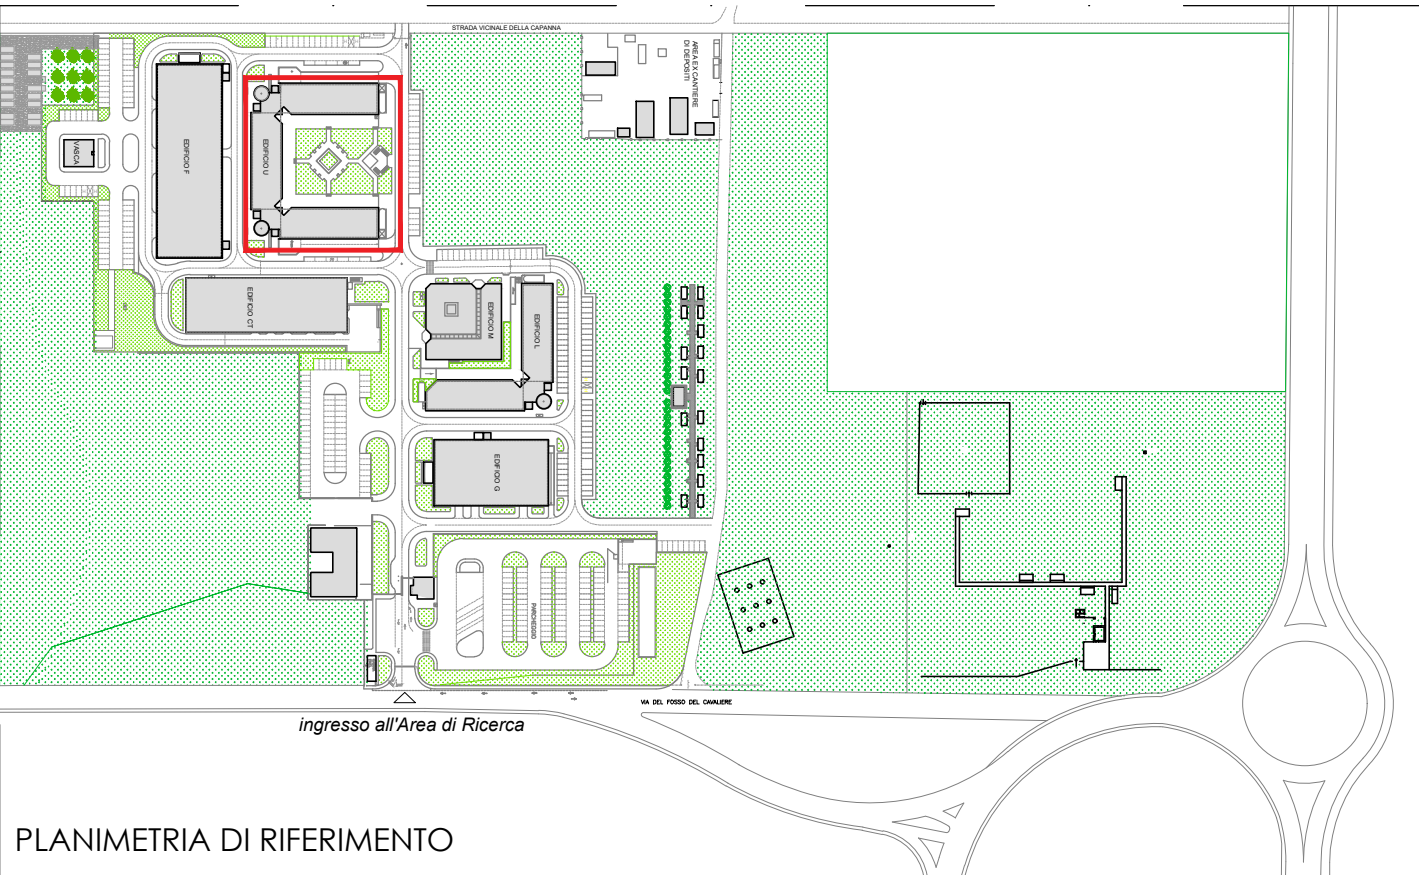 STRADA VICINALE DELLA CAPANNA
AREA EX CANTIERE
DI DEPOSITI
VASCA
EDIFICIO F
EDIFICIO U
EDIFICIO CT
EDIFICIO M
EDIFICIO L
EDIFICIO G
PARCHEGGIO
VIA DEL FOSSO DEL CAVALIERE
ingresso all'Area di Ricerca
PLANIMETRIA DI RIFERIMENTO